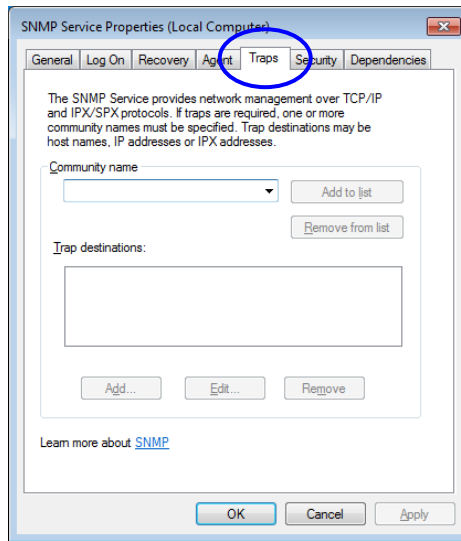 SNMP Service Properties (Local Computer)
General Log On Recovery Agent Traps Security Dependencies
The SNMP Service provides network management over TCP/IP
and IPX/SPX protocols. If traps are required, one or more
community names must be specified. Trap destinations may be
host names, IP addresses or IPX addresses.
Community name
Add to list
Remove from list
Trap destinations:
Add... Edit... Remove
Learn more about SNMP
OK Cancel Apply